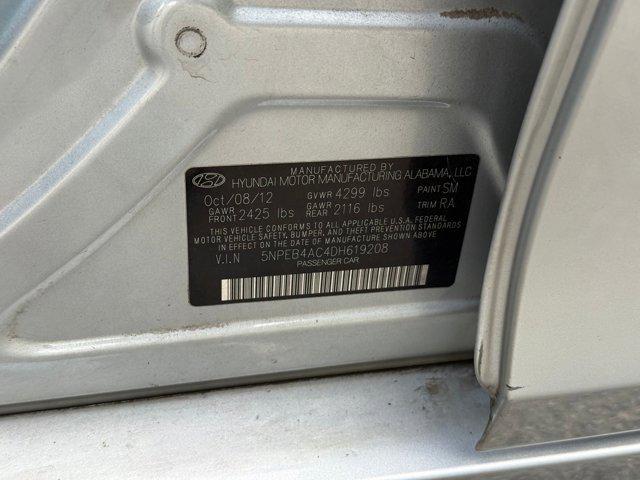 MANUFACTURED BY
HYUNDAI MOTOR MANUFACTURING ALABAMA, LLC
Oct/08/12 GVWR 4299 lbs PAINT SM
GAWR FRONT 2425 lbs GAWR REAR 2116 lbs TRIM RA
THIS VEHICLE CONFORMS TO ALL APPLICABLE U.S.A. FEDERAL
MOTOR VEHICLE SAFETY, BUMPER, AND THEFT PREVENTION STANDARDS
IN EFFECT ON THE DATE OF MANUFACTURE SHOWN ABOVE.
V.I.N 5NPEB4AC4DH619208
PASSENGER CAR